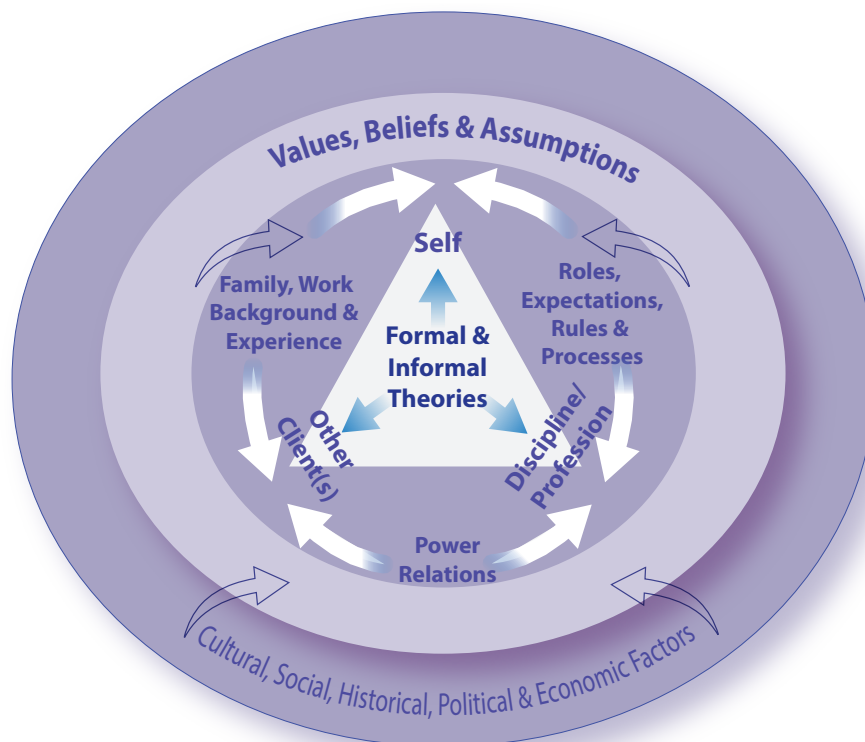 Values, Beliefs & Assumptions
Self
Family, Work
Background &
Experience
Roles,
Expectations,
Rules &
Processes
Formal &
Informal
Theories
Other
Client(s)
Discipline/
Profession
Power
Relations
Cultural, Social, Historical, Political & Economic Factors